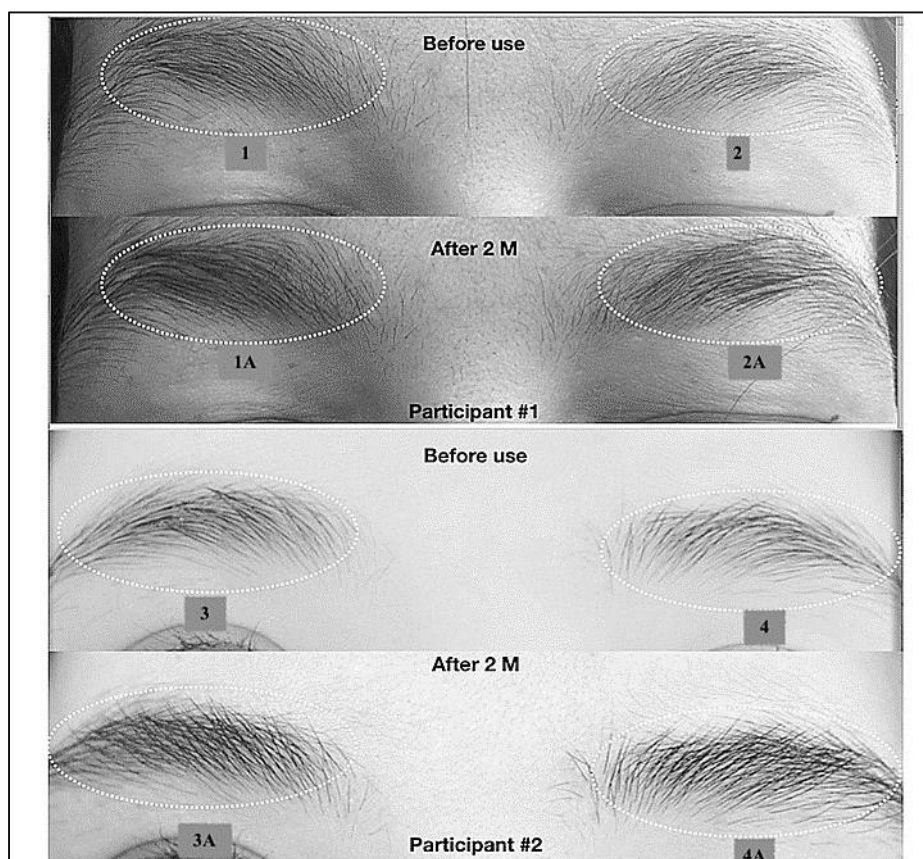 Before use
1
2
After 2 M
1A
2A
Participant #1
Before use
3
4
After 2 M
3A
4A
Participant #2